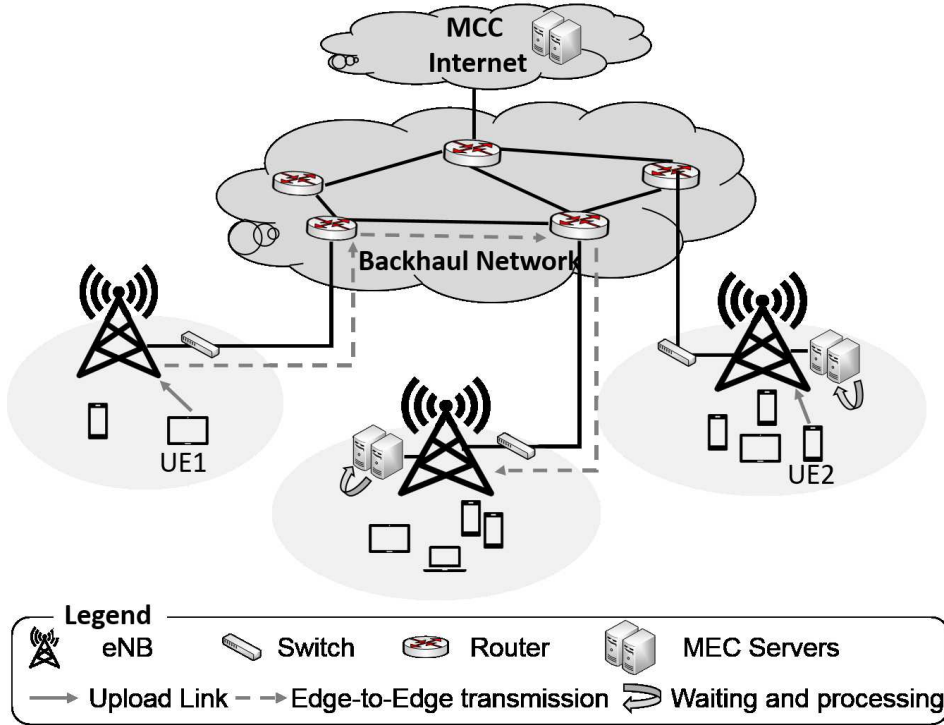 MCC
Internet
Backhaul Network
UE1
UE2
Legend
eNB
Switch
Router
MEC Servers
Upload Link
Edge-to-Edge transmission
Waiting and processing